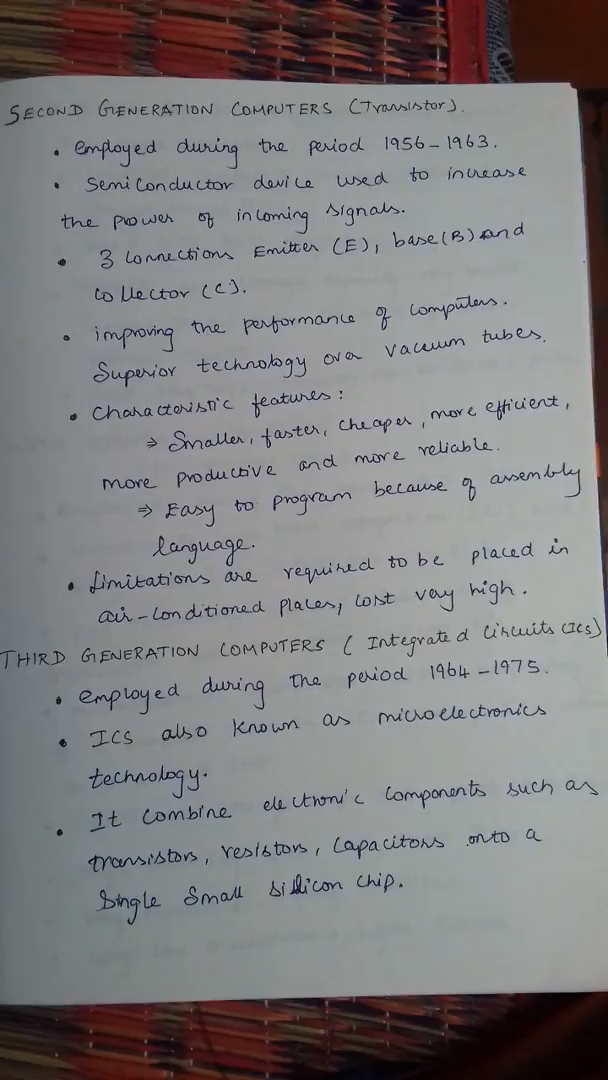 SECOND GENERATION COMPUTERS (Transistor).
• employed during the period 1956-1963.
• Semiconductor device used to increase
the power of incoming signals.
• 3 Connections Emitter (E), base(B) and
collector (C).
• improving the performance of computers.
Superior technology over vacuum tubes.
• Characteristic features:
⇒ Smaller, faster, cheaper, more efficient,
more productive and more reliable.
⇒ Easy to program because of assembly
language.
• Limitations are required to be placed in
air-conditioned places, cost very high.
THIRD GENERATION COMPUTERS (Integrated Circuits (ICs)
• employed during the period 1964-1975.
• ICS also known as microelectronics
technology.
• It combine electronic components such as
transistors, resistors, capacitors onto a
Single Small silicon chip.